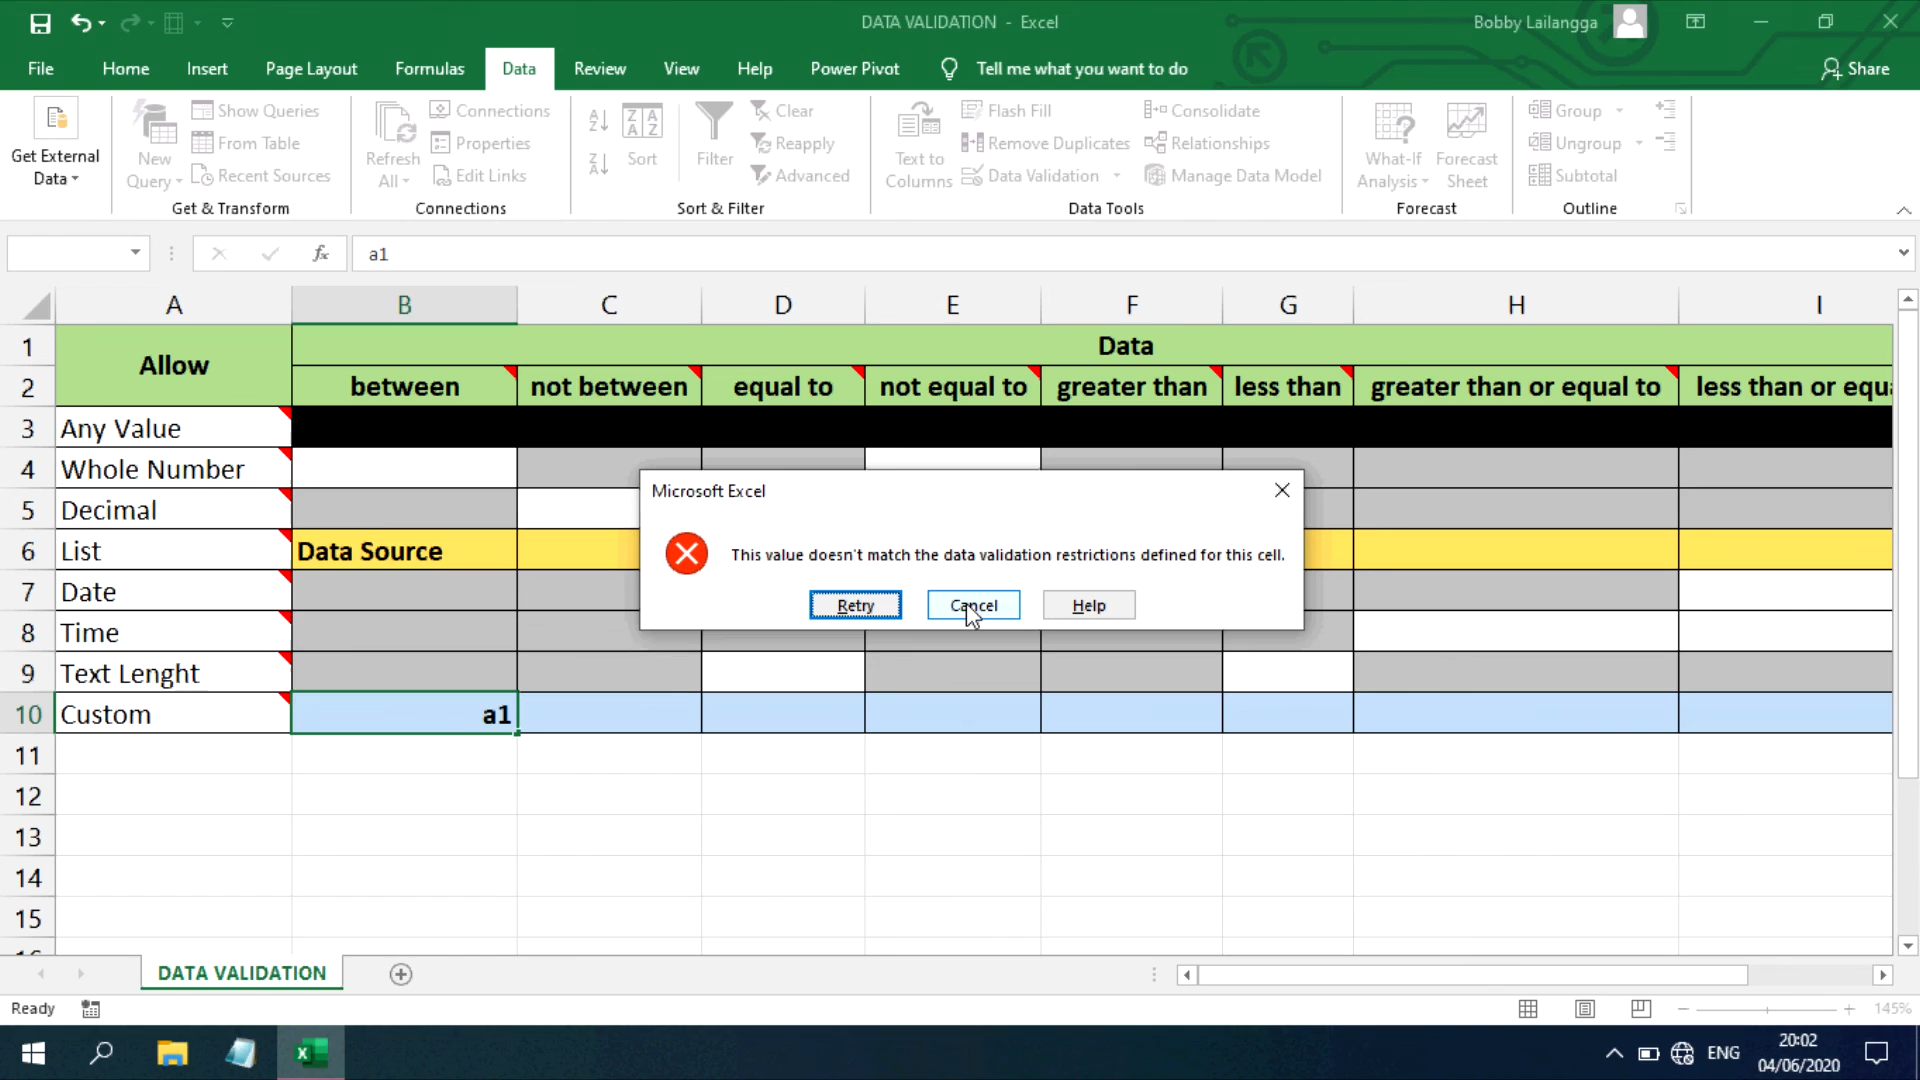 DATA VALIDATION - Excel
Bobby Lailangga
File Home Insert Page Layout Formulas Data Review View Help Power Pivot Tell me what you want to do Share
Get External Data
New Query
Show Queries
From Table
Recent Sources
Get & Transform
Refresh All
Connections
Properties
Edit Links
Connections
Sort
Filter
Clear
Reapply
Advanced
Sort & Filter
Text to Columns
Flash Fill
Remove Duplicates
Data Validation
Consolidate
Relationships
Manage Data Model
Data Tools
What-If Analysis
Forecast Sheet
Forecast
Group
Ungroup
Subtotal
Outline
fx a1
A B C D E F G H I
1 Allow Data
2 between not between equal to not equal to greater than less than greater than or equal to less than or equ
3 Any Value
4 Whole Number
5 Decimal
6 List Data Source
7 Date
8 Time
9 Text Lenght
10 Custom a1
11
12
13
14
15
Microsoft Excel
This value doesn't match the data validation restrictions defined for this cell.
Retry Cancel Help
DATA VALIDATION
Ready
145%
ENG
20:02
04/06/2020